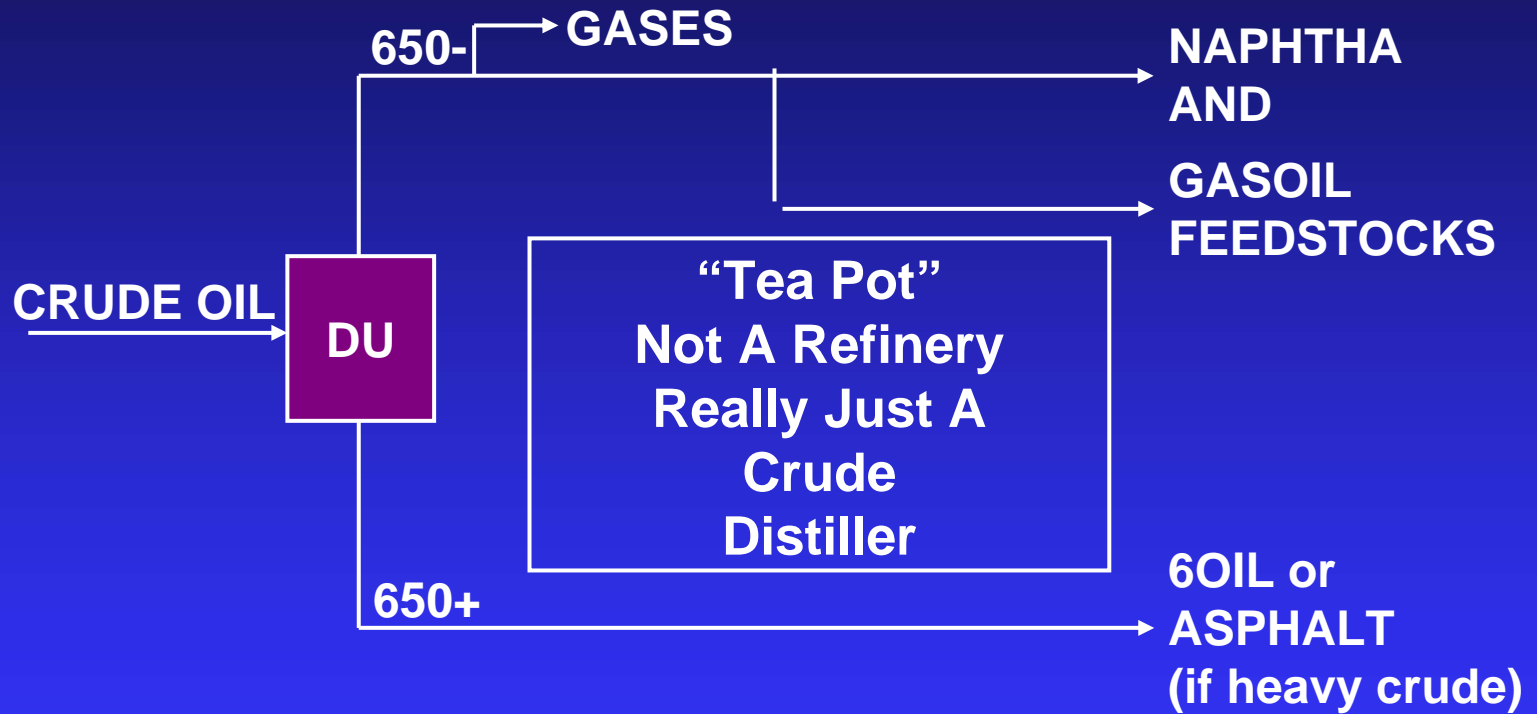 650-
GASES
NAPHTHA
AND
GASOIL
FEEDSTOCKS
CRUDE OIL
DU
“Tea Pot”
Not A Refinery
Really Just A
Crude
Distiller
650+
6OIL or
ASPHALT
(if heavy crude)